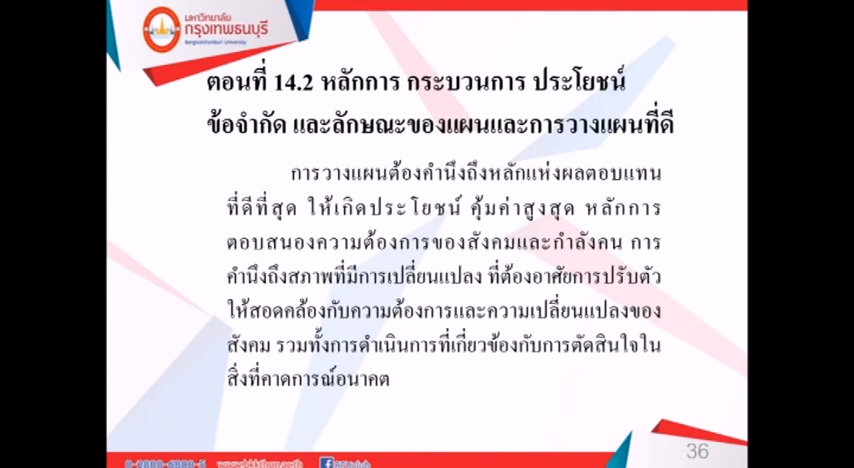 มหาวิทยาลัย
กรุงเทพธนบุรี
Bangkokthonburi University
ตอนที่ 14.2 หลักการ กระบวนการ ประโยชน์
ข้อจำกัด และลักษณะของแผนและการวางแผนที่ดี
การวางแผนต้องคำนึงถึงหลักแห่งผลตอบแทน
ที่ดีที่สุด ให้เกิดประโยชน์ คุ้มค่าสูงสุด หลักการ
ตอบสนองความต้องการของสังคมและกำลังคน การ
คำนึงถึงสภาพที่มีการเปลี่ยนแปลง ที่ต้องอาศัยการปรับตัว
ให้สอดคล้องกับความต้องการและความเปลี่ยนแปลงของ
สังคม รวมทั้งการดำเนินการที่เกี่ยวข้องกับการตัดสินใจใน
สิ่งที่คาดการณ์อนาคต
36